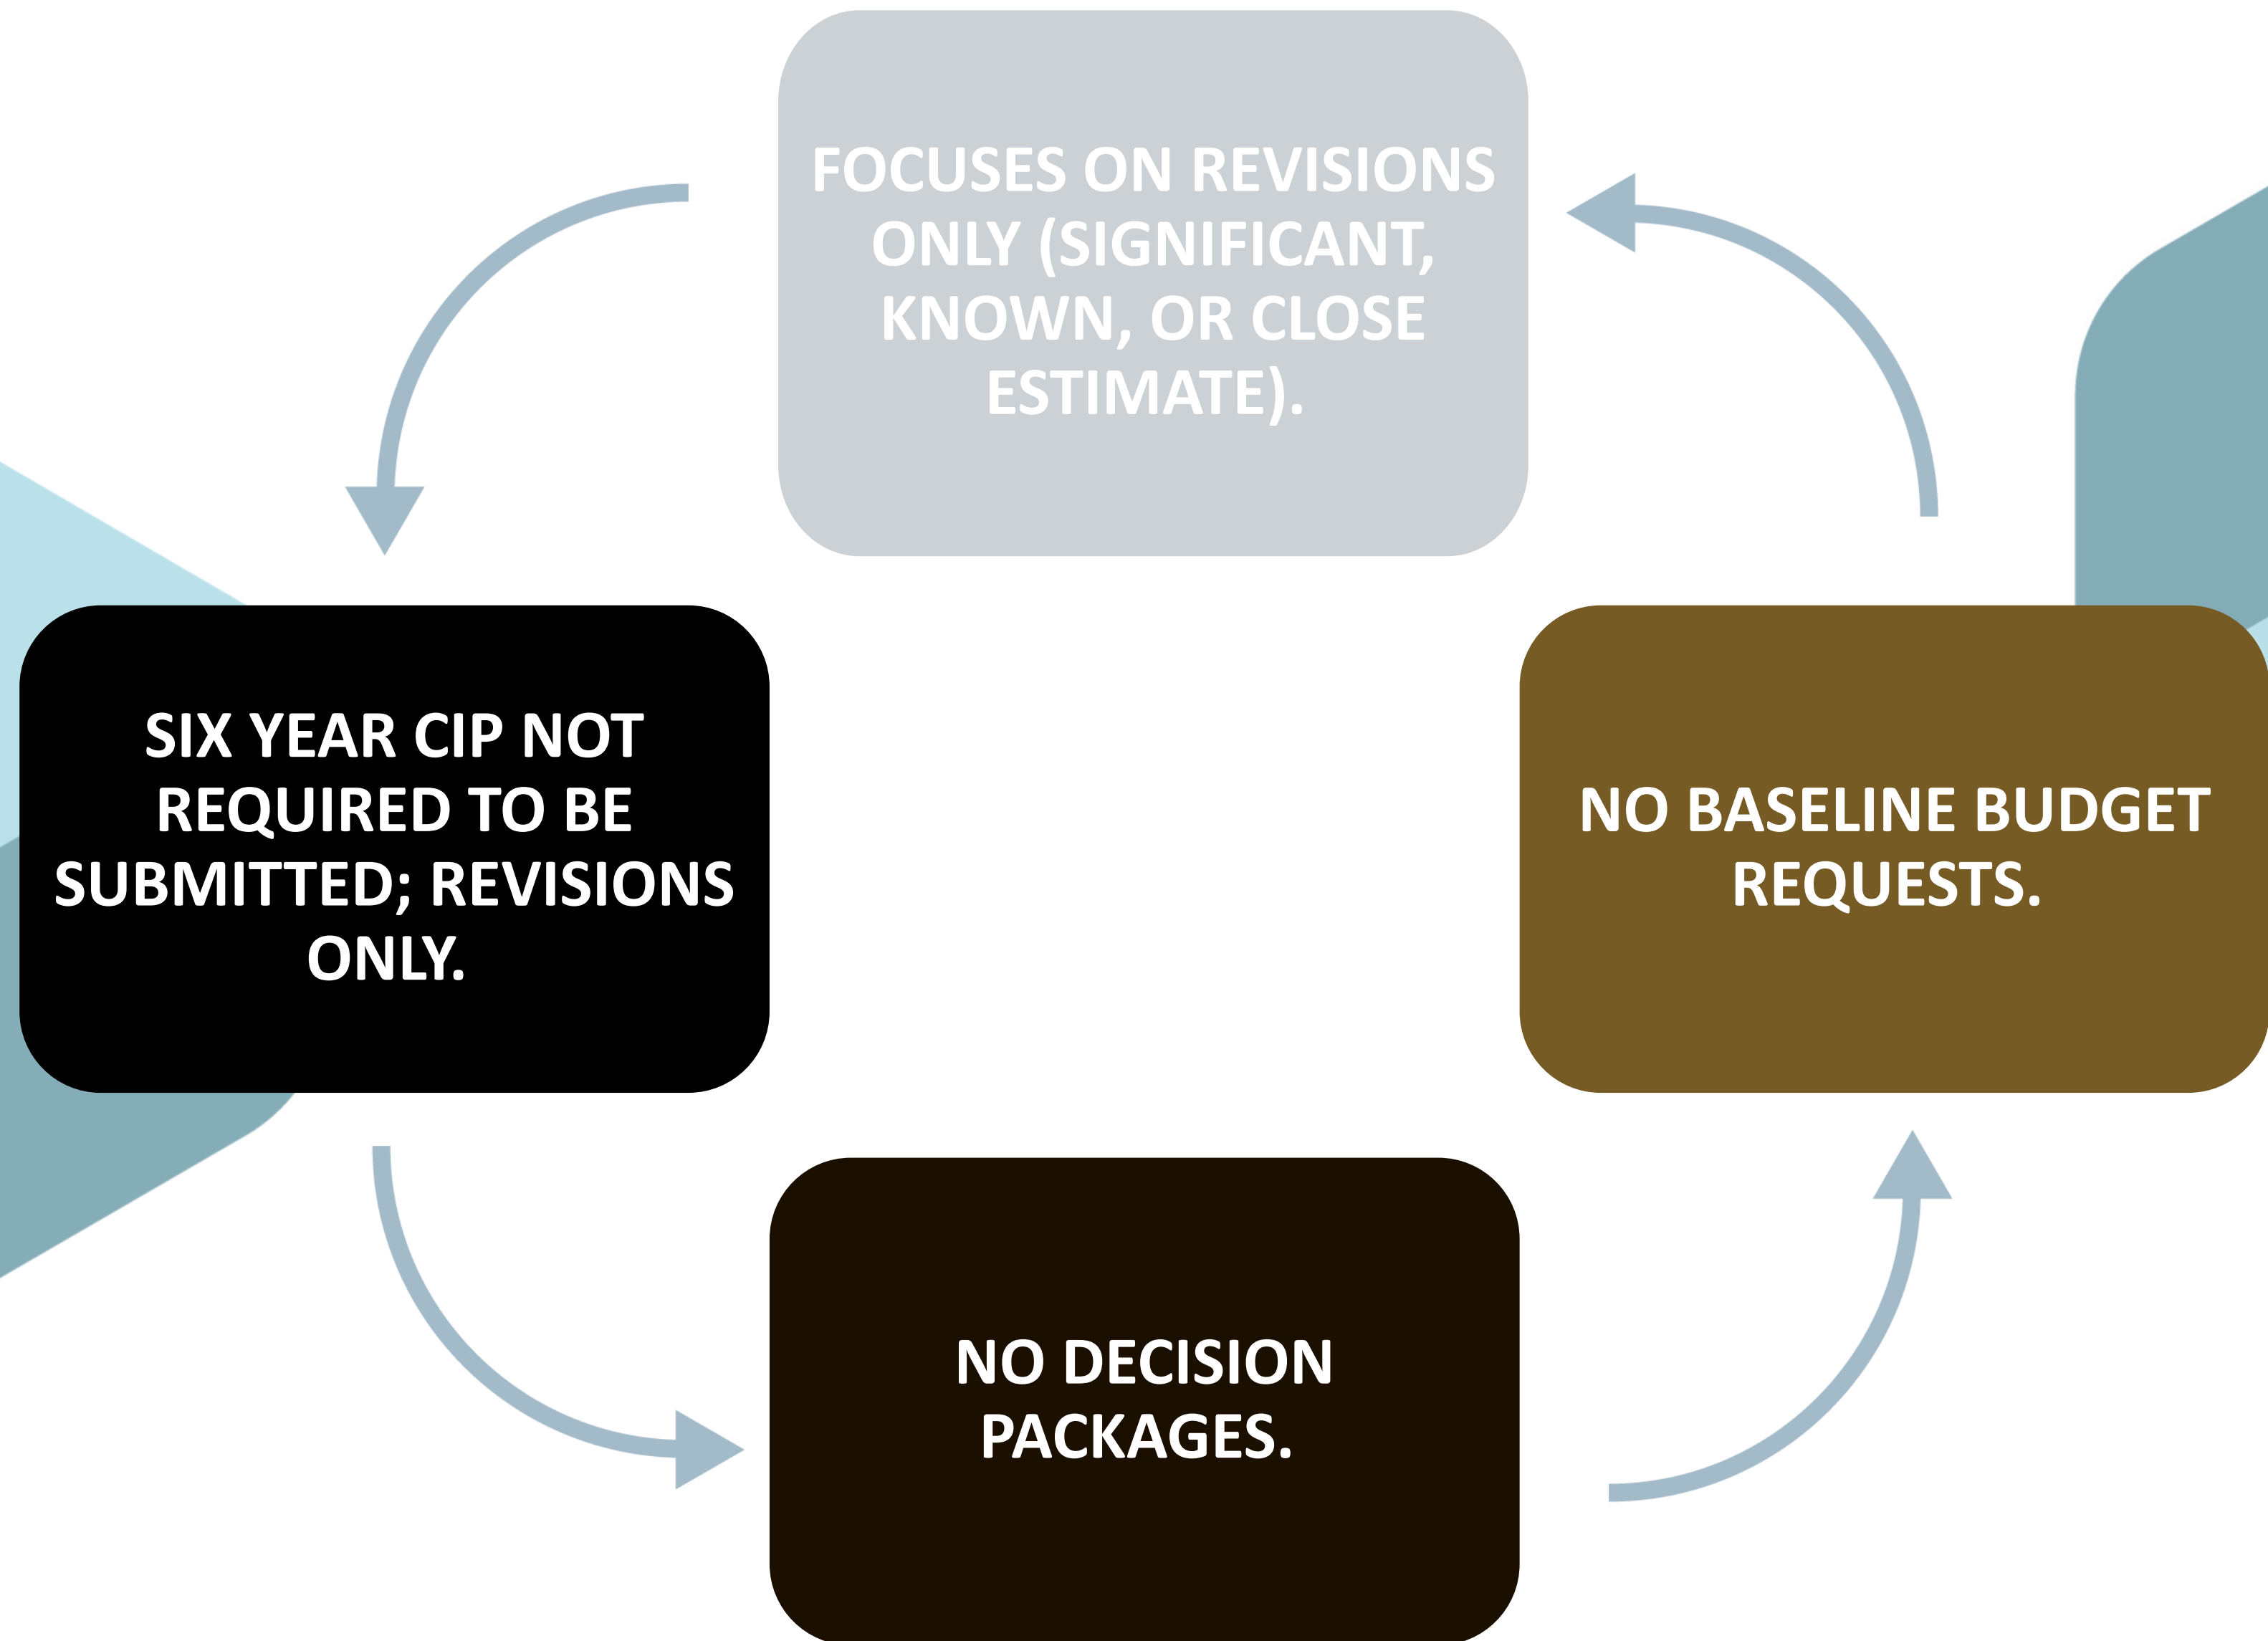 FOCUSES ON REVISIONS
ONLY (SIGNIFICANT,
KNOWN, OR CLOSE
ESTIMATE).
SIX YEAR CIP NOT
REQUIRED TO BE
SUBMITTED; REVISIONS
ONLY.
NO BASELINE BUDGET
REQUESTS.
NO DECISION
PACKAGES.